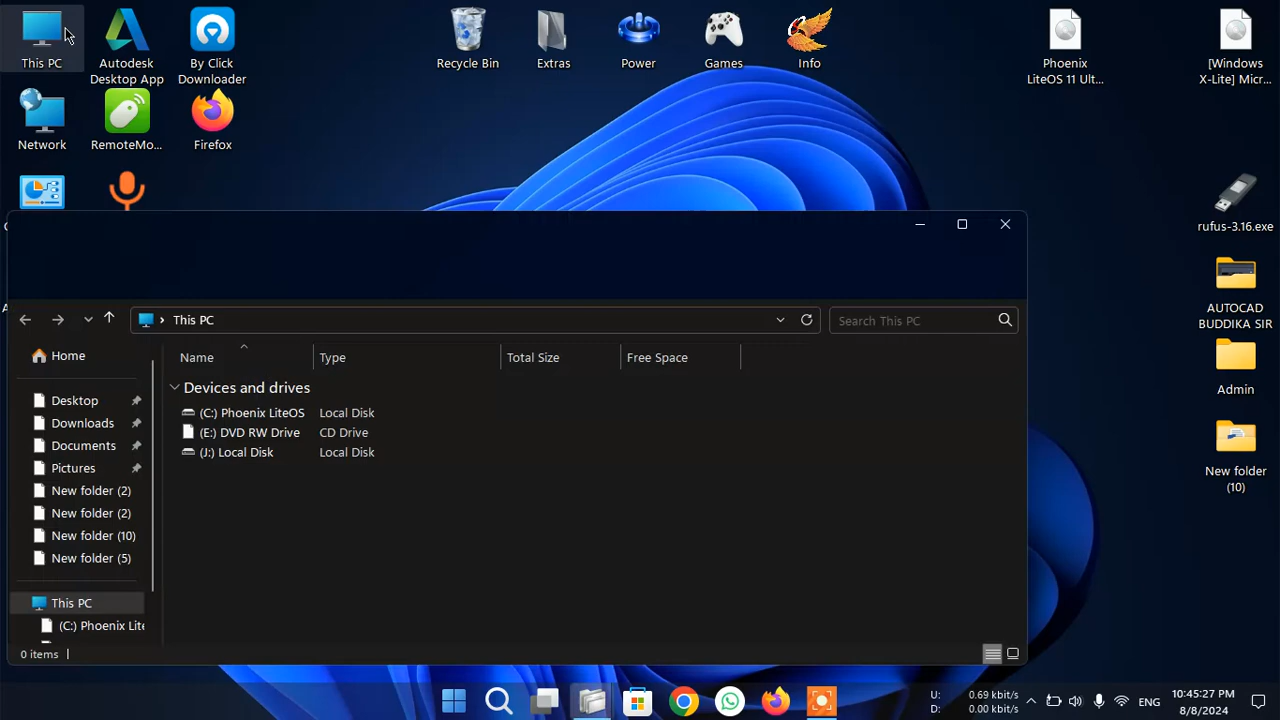 This PC
Autodesk
Desktop App
By Click
Downloader
Recycle Bin
Extras
Power
Games
Info
Phoenix
LiteOS 11 Ult...
[Windows
X-Lite] Micr...
Network
RemoteMo...
Firefox
rufus-3.16.exe
AUTOCAD
BUDDIKA SIR
Admin
New folder
(10)
This PC
Search This PC
Home
Desktop
Downloads
Documents
Pictures
New folder (2)
New folder (2)
New folder (10)
New folder (5)
This PC
(C:) Phoenix Lite
Name
Type
Total Size
Free Space
Devices and drives
(C:) Phoenix LiteOS Local Disk
(E:) DVD RW Drive CD Drive
(J:) Local Disk Local Disk
0 items
U: 0.69 kbit/s
D: 0.00 kbit/s
ENG
10:45:27 PM
8/8/2024